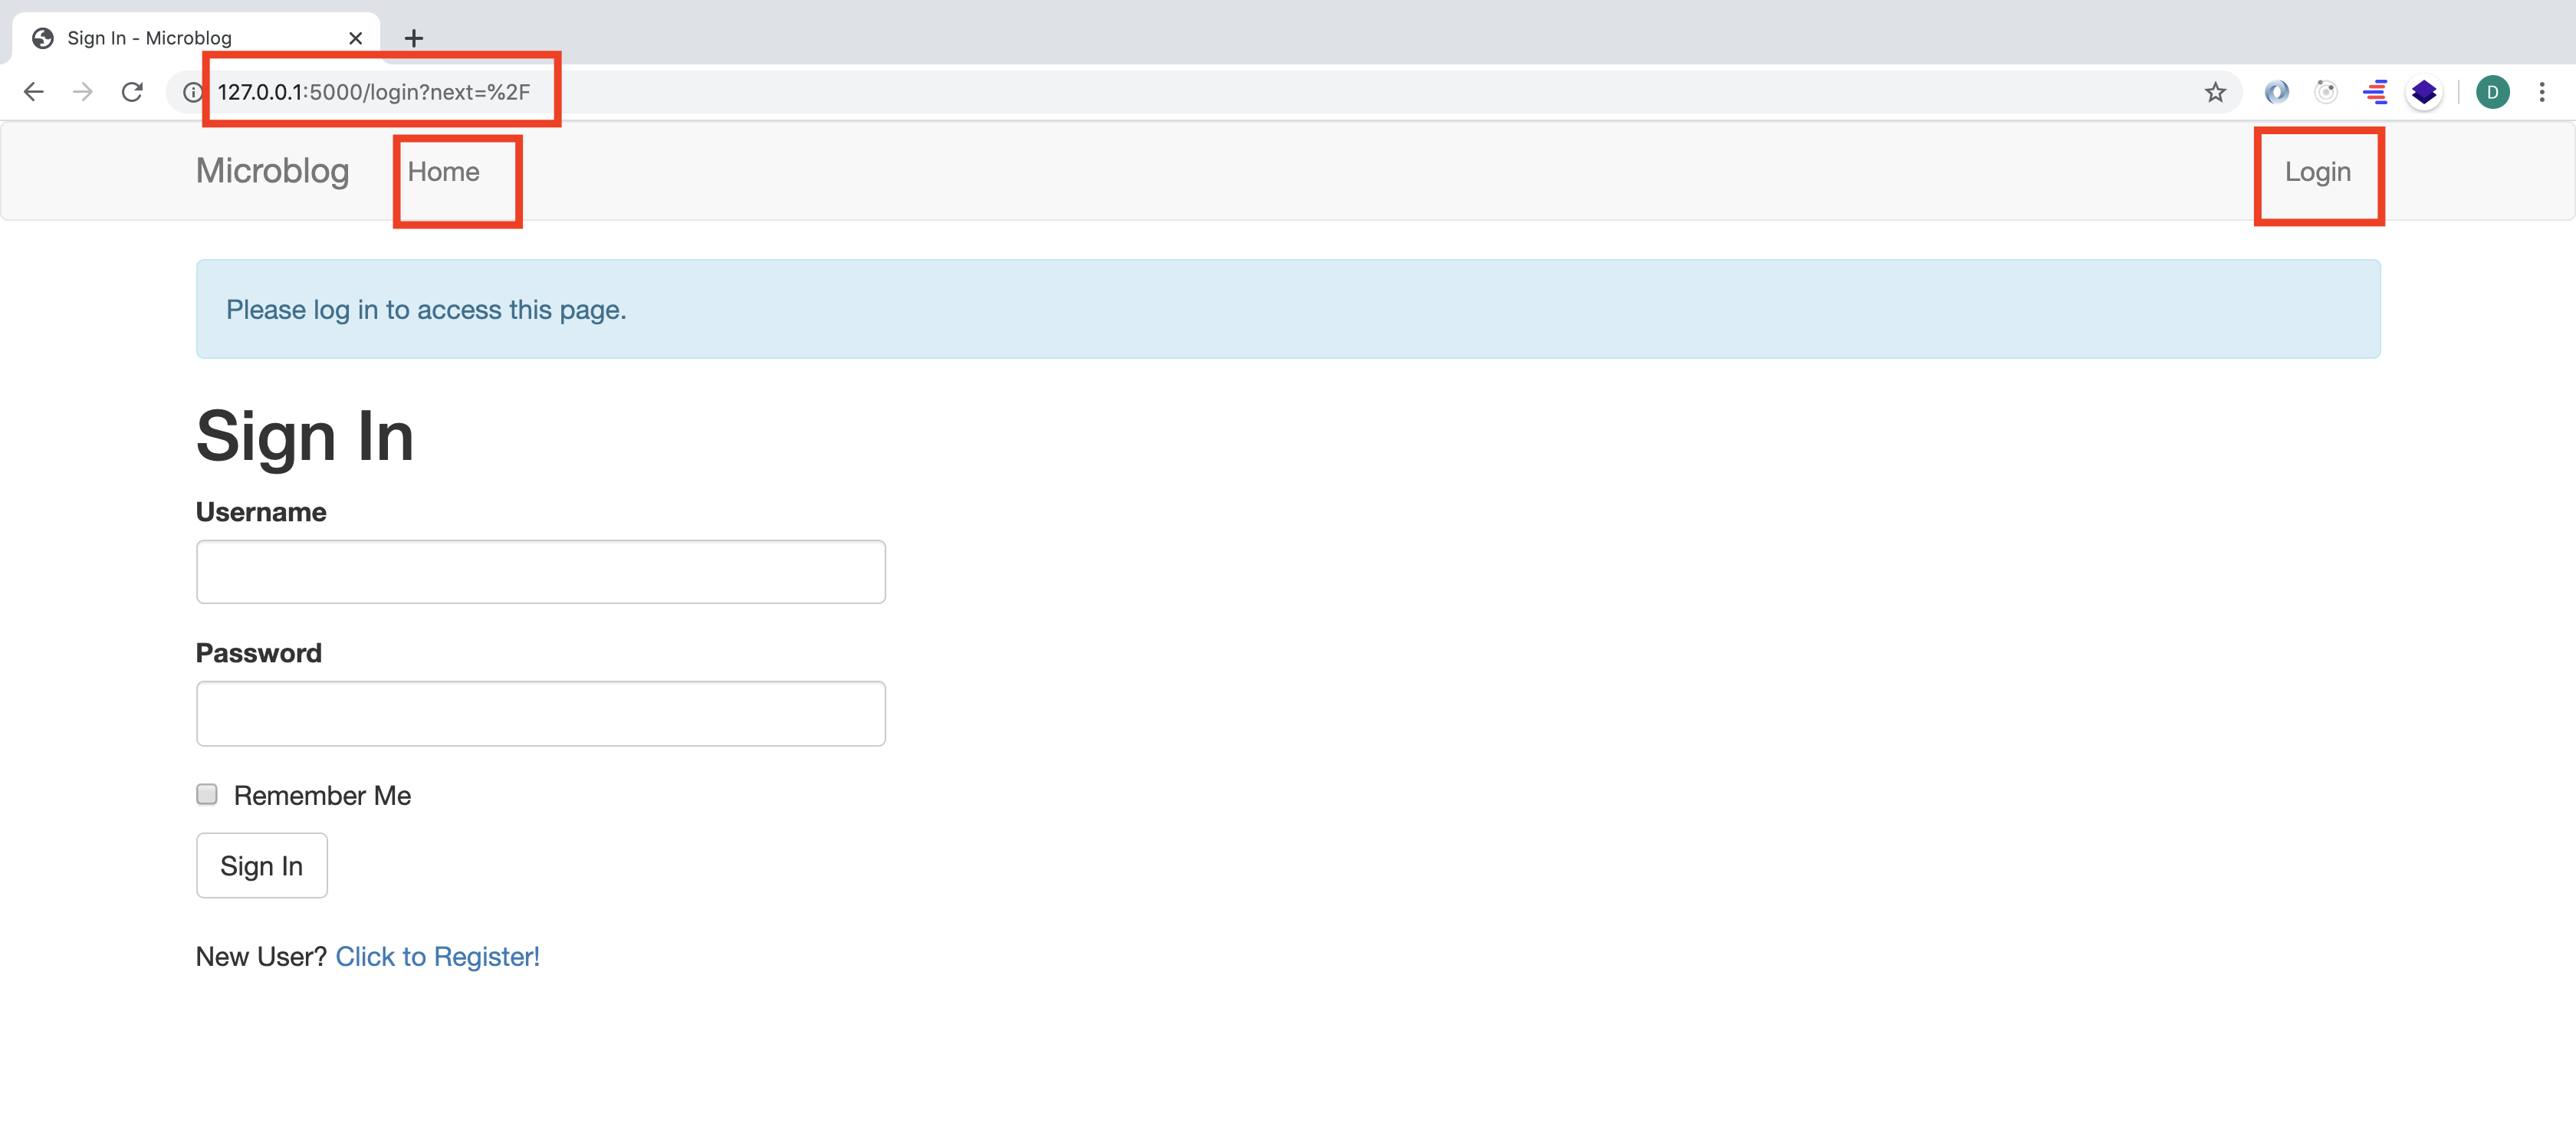 Sign In - Microblog
127.0.0.1:5000/login?next=%2F
D
Microblog Home Login
Please log in to access this page.
Sign In
Username
Password
Remember Me
Sign In
New User? Click to Register!